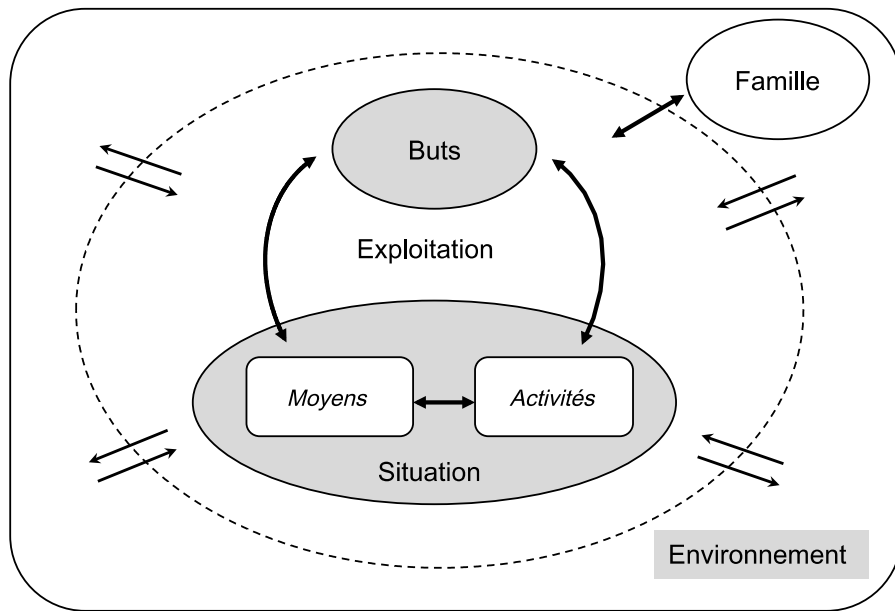 Famille
Buts
Exploitation
Moyens
Activités
Situation
Environnement